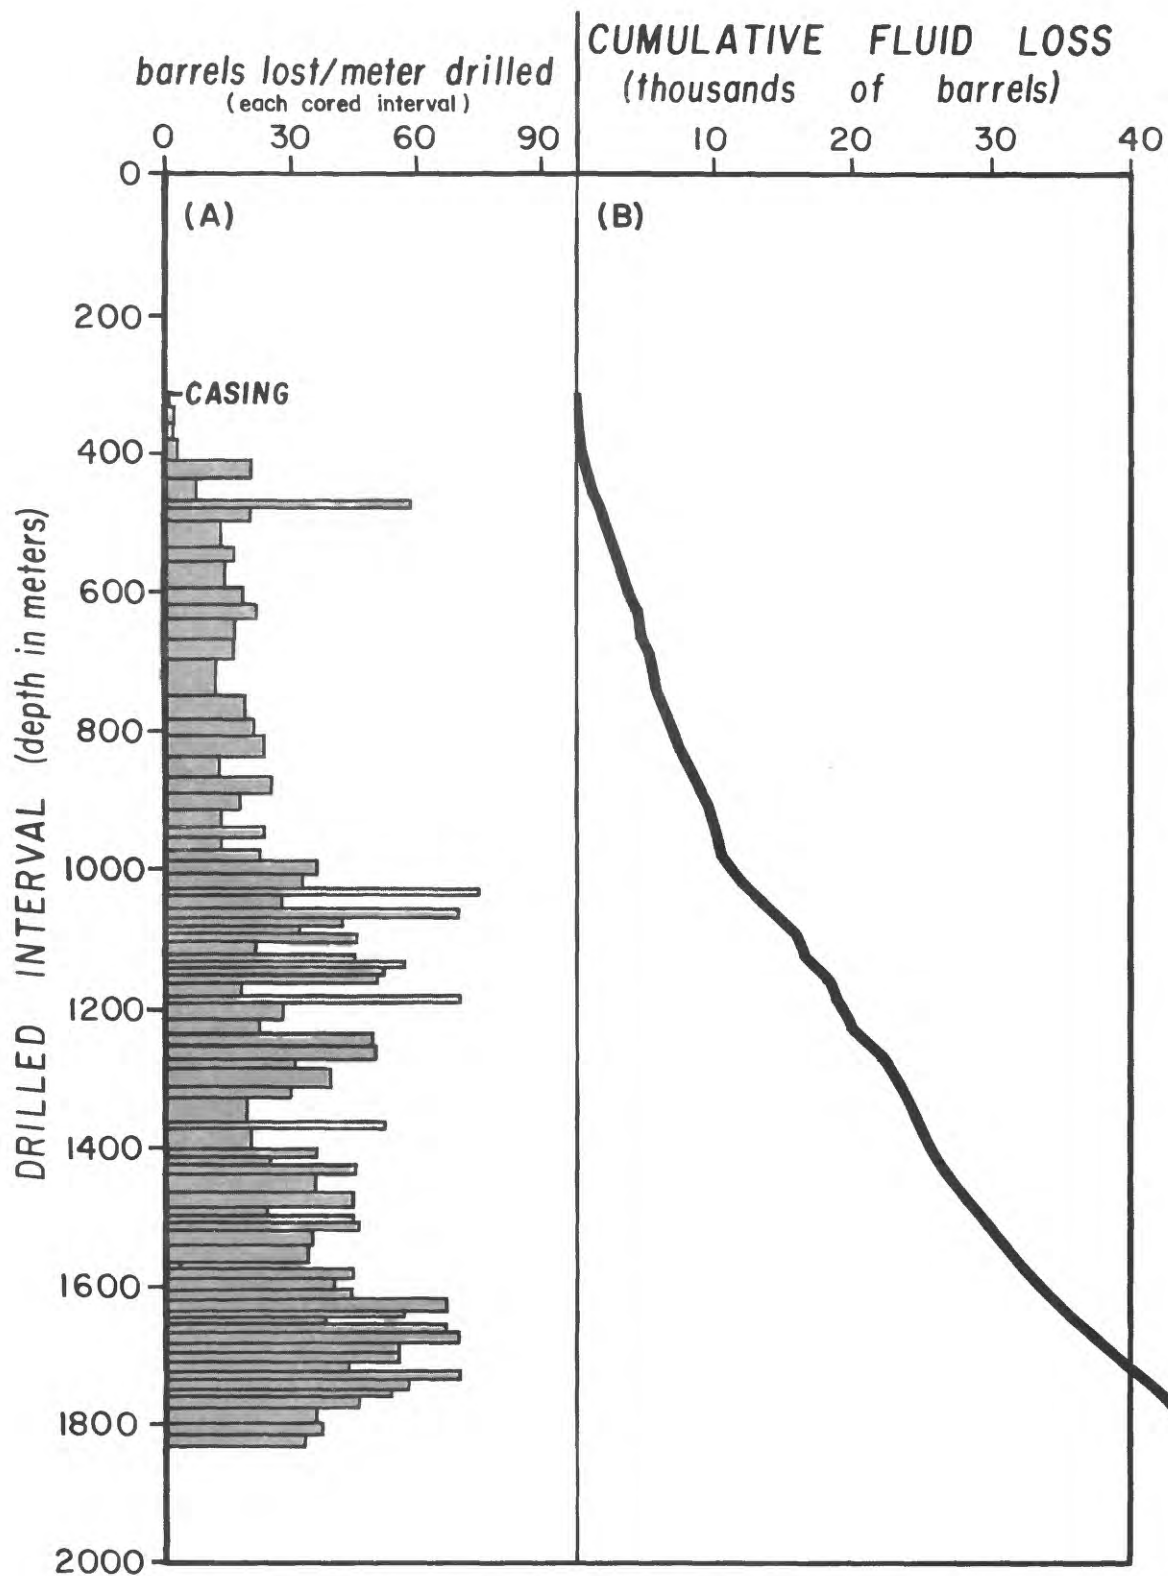 barrels lost/meter drilled
(each cored interval)
0 30 60 90
CUMULATIVE FLUID LOSS
(thousands of barrels)
10 20 30 40
(A)
(B)
DRILLED INTERVAL (depth in meters)
0
200
CASING
400
600
800
1000
1200
1400
1600
1800
2000